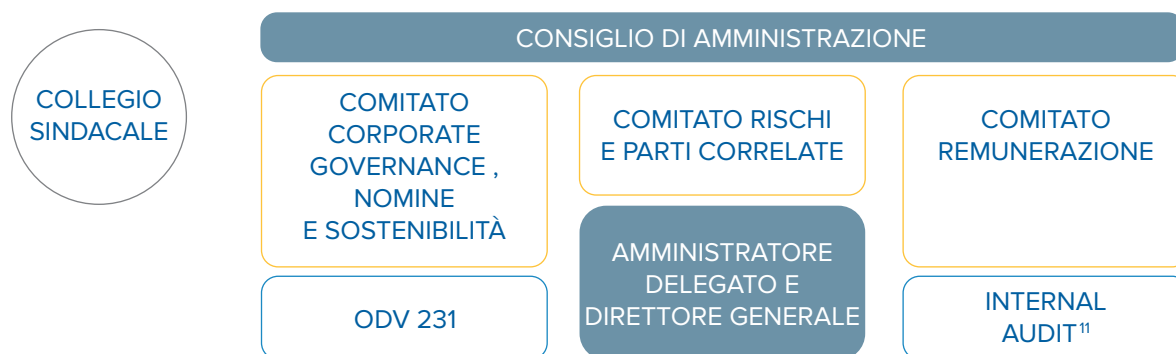 CONSIGLIO DI AMMINISTRAZIONE
COLLEGIO
SINDACALE
COMITATO
CORPORATE
GOVERNANCE ,
NOMINE
E SOSTENIBILITÀ
COMITATO RISCHI
E PARTI CORRELATE
COMITATO
REMUNERAZIONE
AMMINISTRATORE
DELEGATO E
DIRETTORE GENERALE
ODV 231
INTERNAL
AUDIT11